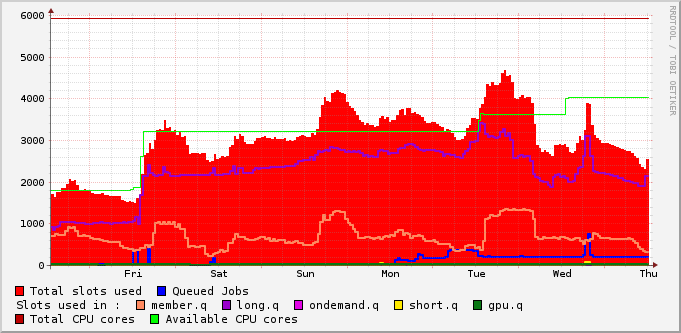 RRDTOOL / TOBI OETIKER
6000
5000
4000
3000
2000
1000
0
Fri Sat Sun Mon Tue Wed Thu
Total slots used Queued Jobs
Slots used in : member.q long.q ondemand.q short.q gpu.q
Total CPU cores Available CPU cores